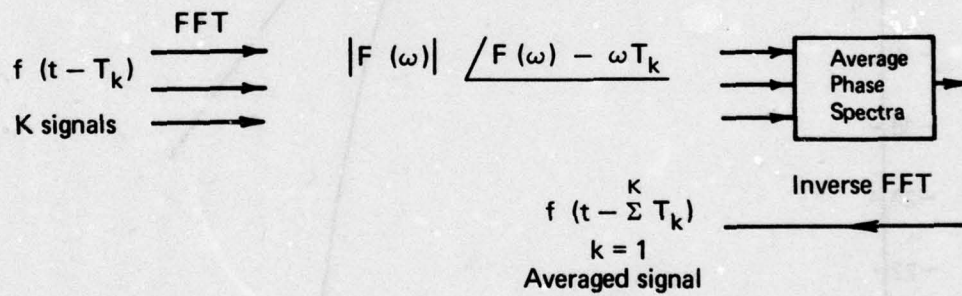 FFT
f (t – T_k)
K signals
|F (ω)| ∠F (ω) – ωT_k
Average
Phase
Spectra
Inverse FFT
K
f (t – Σ T_k)
k = 1
Averaged signal